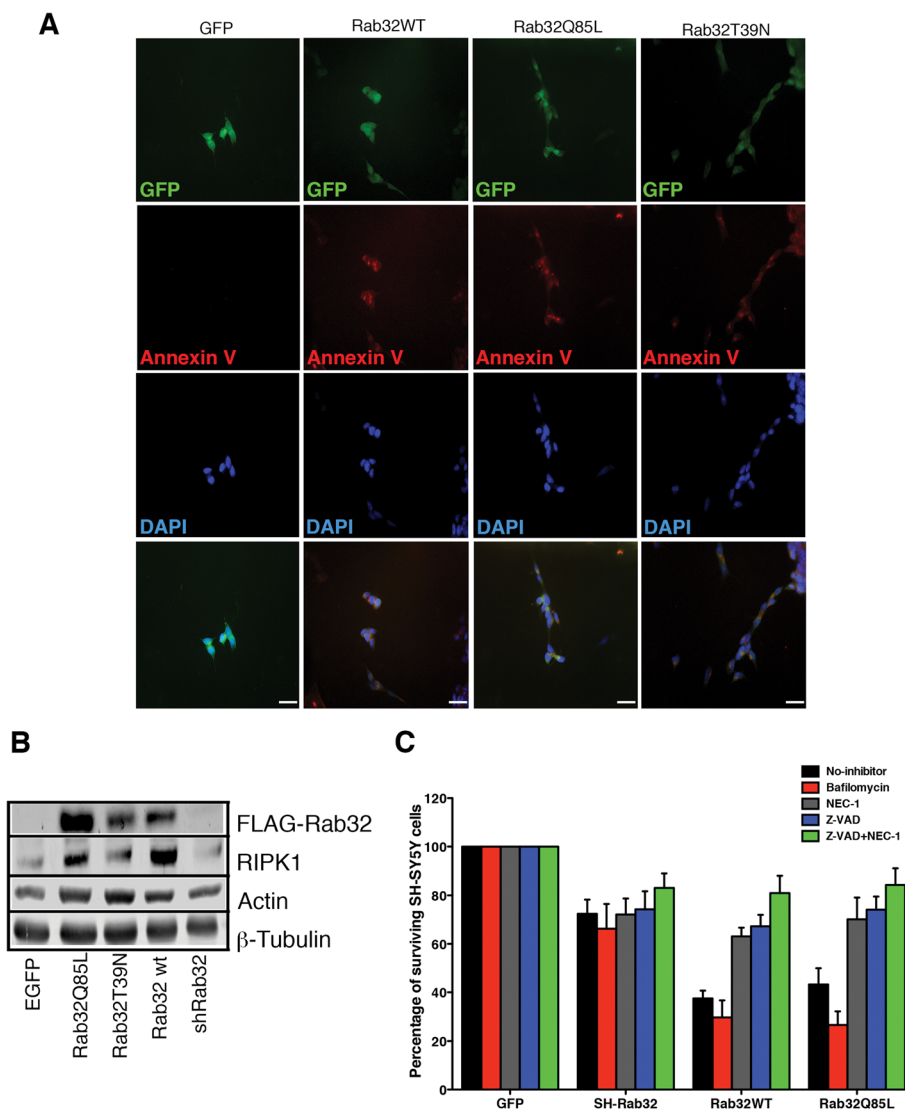 A
GFP Rab32WT Rab32Q85L Rab32T39N
GFP GFP GFP GFP
Annexin V Annexin V Annexin V Annexin V
DAPI DAPI DAPI DAPI
B
FLAG-Rab32
RIPK1
Actin
β-Tubulin
EGFP
Rab32Q85L
Rab32T39N
Rab32 wt
shRab32
C
No-inhibitor
Bafilomycin
NEC-1
Z-VAD
Z-VAD+NEC-1
Percentage of surviving SH-SY5Y cells
120
100
80
60
40
20
0
GFP SH-Rab32 Rab32WT Rab32Q85L